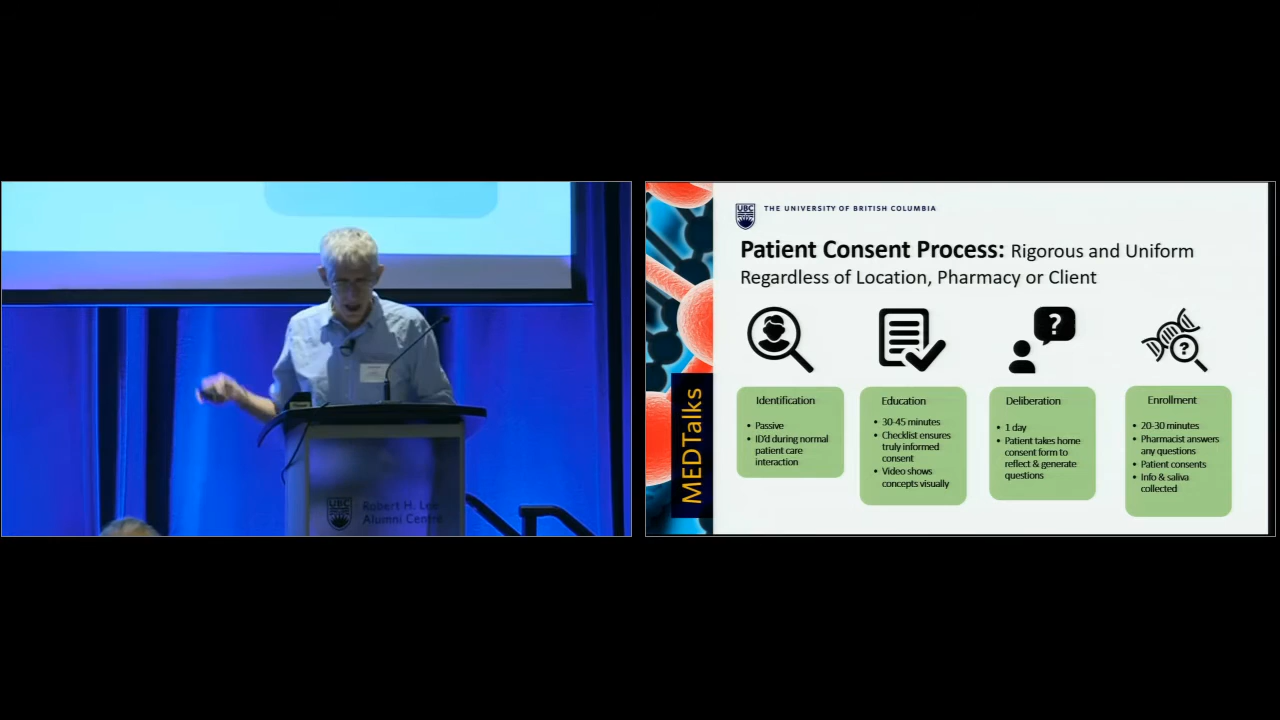 UBC
Robert H. Lee
Alumni Centre
UBC
THE UNIVERSITY OF BRITISH COLUMBIA
Patient Consent Process: Rigorous and Uniform
Regardless of Location, Pharmacy or Client
MEDTalks
?
?
Identification
• Passive
• ID'd during normal
patient care
interaction
Education
• 30-45 minutes
• Checklist ensures
truly informed
consent
• Video shows
concepts visually
Deliberation
• 1 day
• Patient takes home
consent form to
reflect & generate
questions
Enrollment
• 20-30 minutes
• Pharmacist answers
any questions
• Patient consents
• Info & saliva
collected